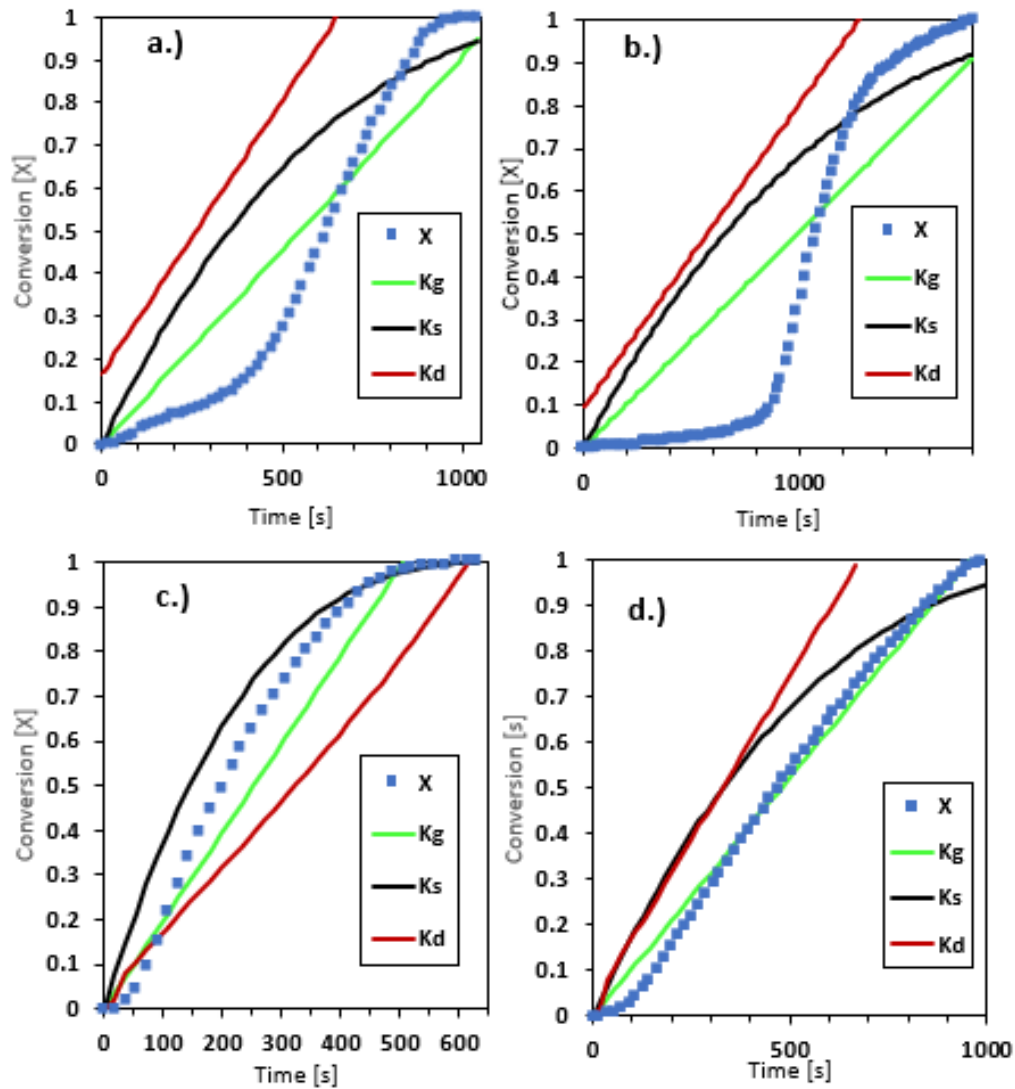 a.)
Conversion [X]
1
0.9
0.8
0.7
0.6
0.5
0.4
0.3
0.2
0.1
0
X
Kg
Ks
Kd
0 500 1000
Time [s]
b.)
Conversion [X]
1
0.9
0.8
0.7
0.6
0.5
0.4
0.3
0.2
0.1
0
X
Kg
Ks
Kd
0 1000
Time [s]
c.)
Conversion [X]
1
0.9
0.8
0.7
0.6
0.5
0.4
0.3
0.2
0.1
0
X
Kg
Ks
Kd
0 100 200 300 400 500 600
Time [s]
d.)
Conversion [s]
1
0.9
0.8
0.7
0.6
0.5
0.4
0.3
0.2
0.1
0
X
Kg
Ks
Kd
0 500 1000
Time [s]